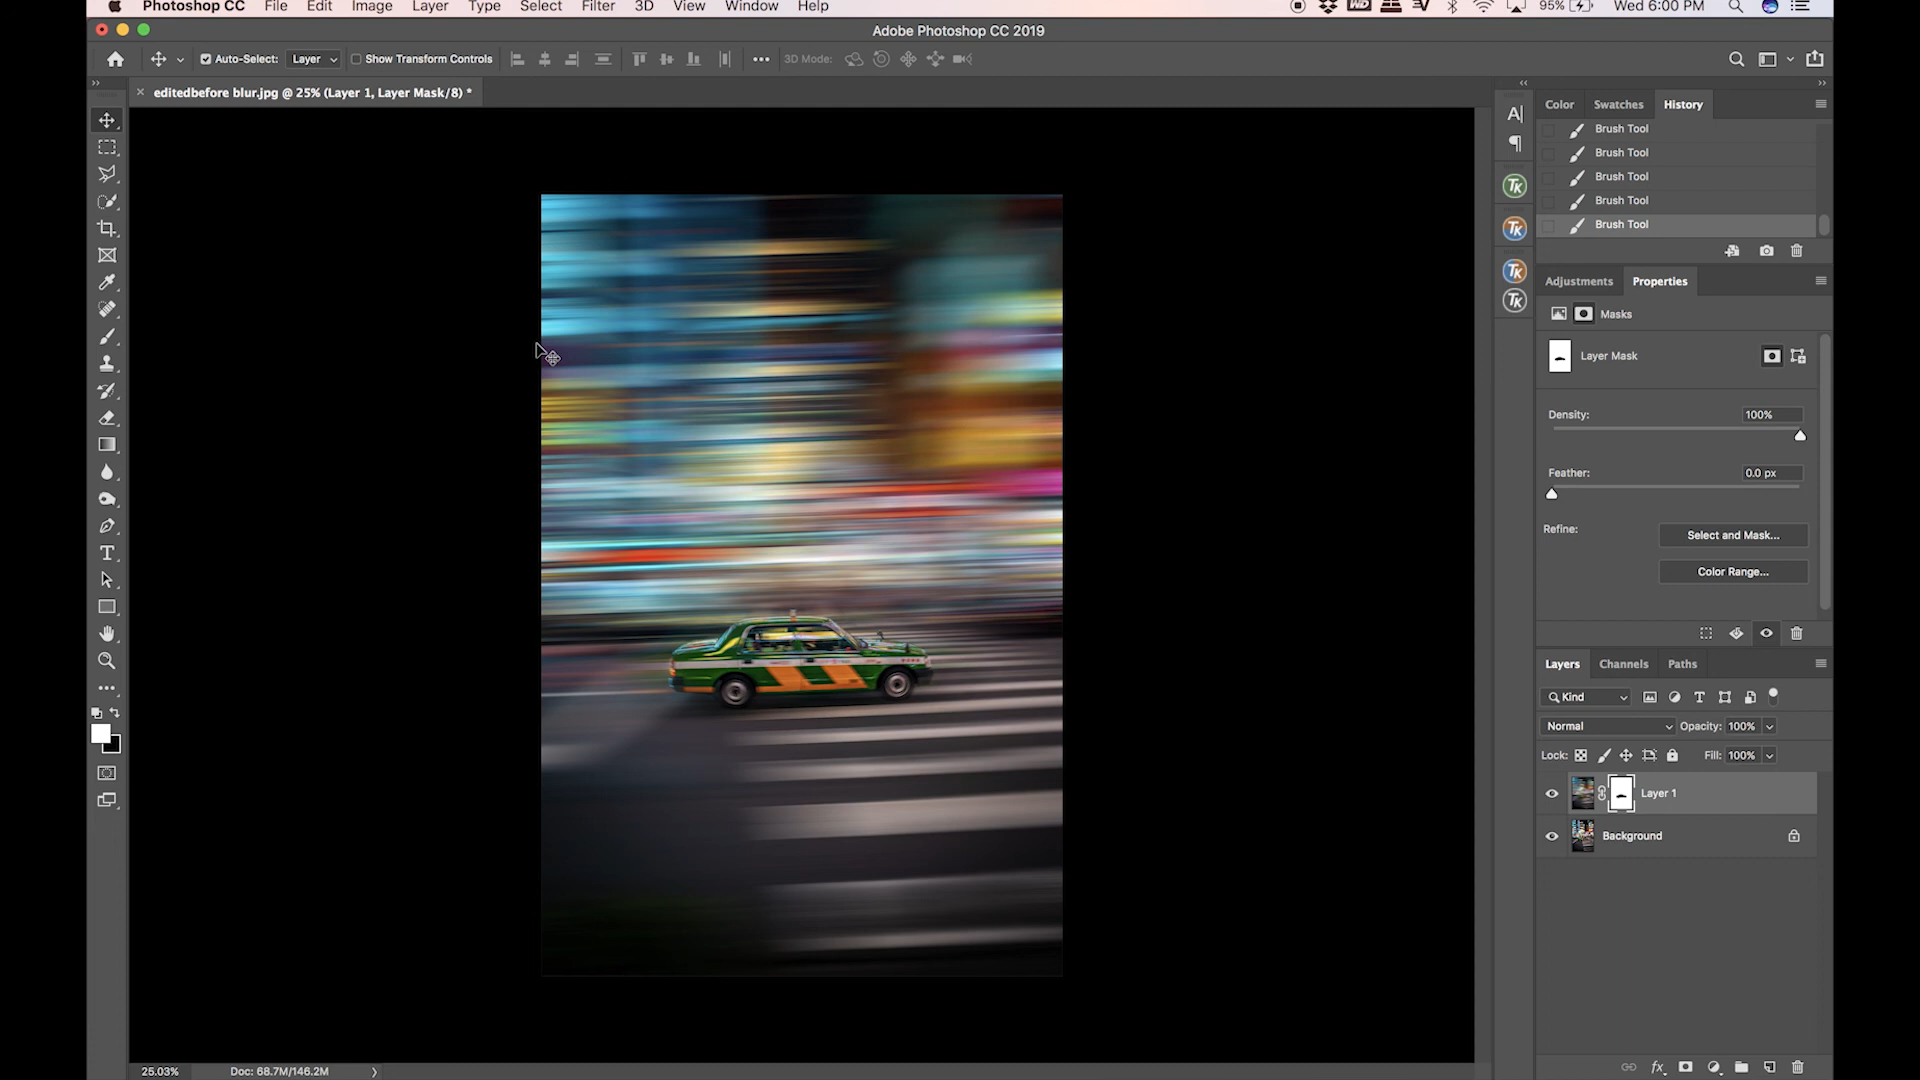 Photoshop CC File Edit Image Layer Type Select Filter 3D View Window Help 95% Wed 6:00 PM
Adobe Photoshop CC 2019
Auto-Select: Layer Show Transform Controls 3D Mode:
editedbefore blur.jpg @ 25% (Layer 1, Layer Mask/8) *
Color Swatches History
Brush Tool
Brush Tool
Brush Tool
Brush Tool
Brush Tool
Adjustments Properties
Masks
Layer Mask
Density: 100%
Feather: 0.0 px
Refine: Select and Mask...
Color Range...
Layers Channels Paths
Kind
Normal Opacity: 100%
Lock: Fill: 100%
Layer 1
Background
25.03% Doc: 68.7M/146.2M